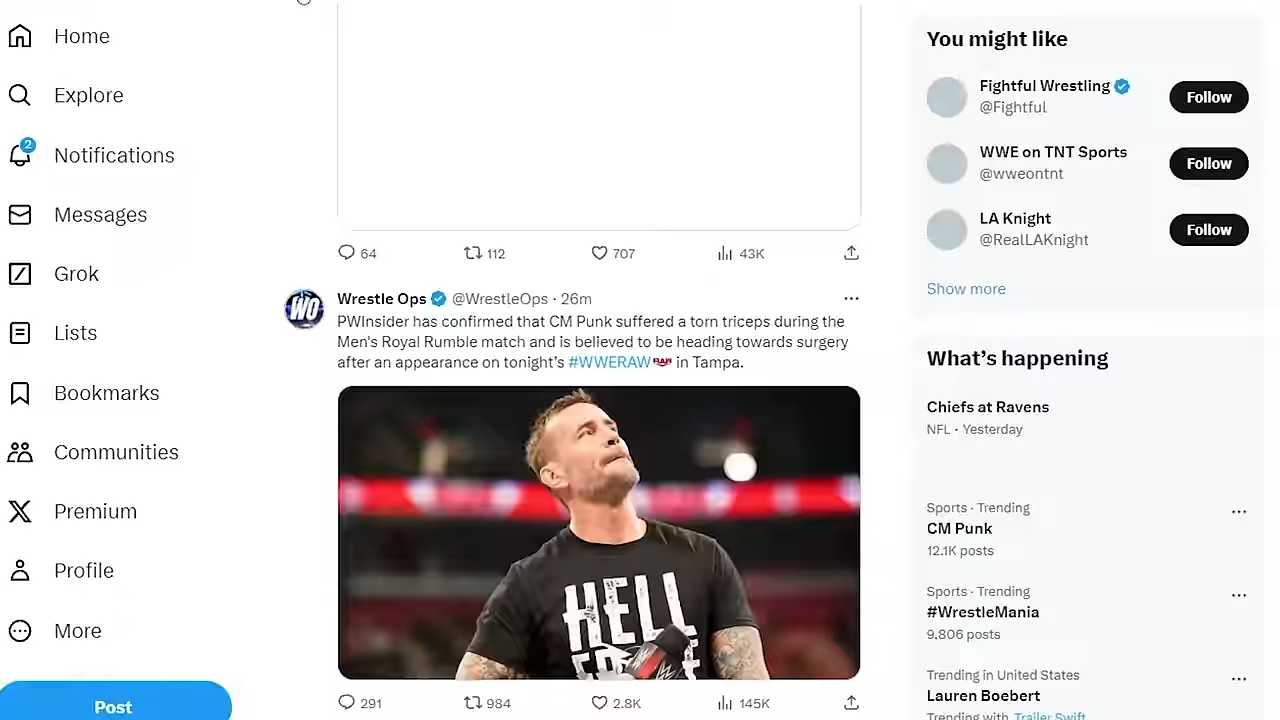 Home
Explore
2
Notifications
Messages
Grok
Lists
Bookmarks
Communities
Premium
Profile
More
Post
64
112
707
43K
WO
Wrestle Ops @WrestleOps · 26m
PWInsider has confirmed that CM Punk suffered a torn triceps during the
Men's Royal Rumble match and is believed to be heading towards surgery
after an appearance on tonight's #WWERAW RAW in Tampa.
HELL
291
984
2.8K
145K
You might like
Fightful Wrestling
@Fightful
Follow
WWE on TNT Sports
@wweontnt
Follow
LA Knight
@RealLAKnight
Follow
Show more
What's happening
Chiefs at Ravens
NFL · Yesterday
Sports · Trending
CM Punk
12.1K posts
Sports · Trending
#WrestleMania
9,806 posts
Trending in United States
Lauren Boebert
Trending with Trailer Swift